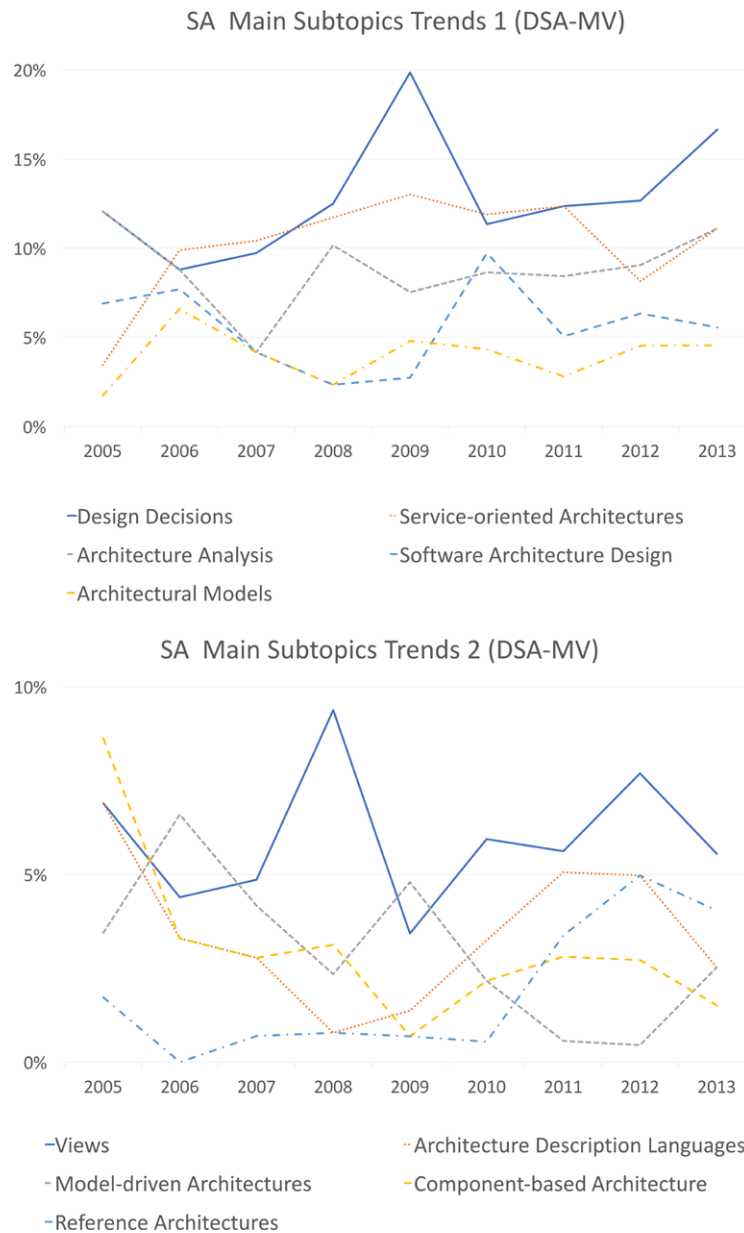 SA Main Subtopics Trends 1 (DSA-MV)
20%
15%
10%
5%
0%
2005 2006 2007 2008 2009 2010 2011 2012 2013
Design Decisions Service-oriented Architectures
Architecture Analysis Software Architecture Design
Architectural Models
SA Main Subtopics Trends 2 (DSA-MV)
10%
5%
0%
2005 2006 2007 2008 2009 2010 2011 2012 2013
Views Architecture Description Languages
Model-driven Architectures Component-based Architecture
Reference Architectures